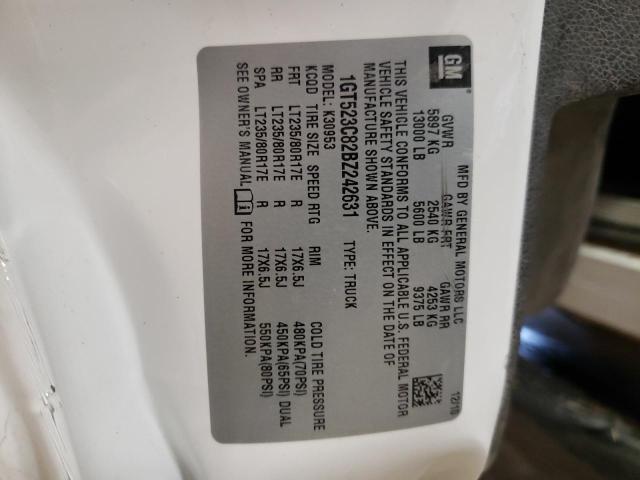 GM
MFD BY GENERAL MOTORS LLC
12/10
GVWR GAWR FRT GAWR RR
5897 KG 2540 KG 4253 KG
13000 LB 5600 LB 9375 LB
THIS VEHICLE CONFORMS TO ALL APPLICABLE U.S. FEDERAL MOTOR
VEHICLE SAFETY STANDARDS IN EFFECT ON THE DATE OF
MANUFACTURE SHOWN ABOVE.
1GT523C82BZ242631 TYPE: TRUCK
MODEL: K30953
KCQD TIRE SIZE SPEED RTG RIM COLD TIRE PRESSURE
FRT LT235/80R17E R 17X6.5J 480KPA(70PSI)
RR LT235/80R17E R 17X6.5J 450KPA(65PSI) DUAL
SPA LT235/80R17E R 17X6.5J 550KPA(80PSI)
SEE OWNER'S MANUAL i FOR MORE INFORMATION.